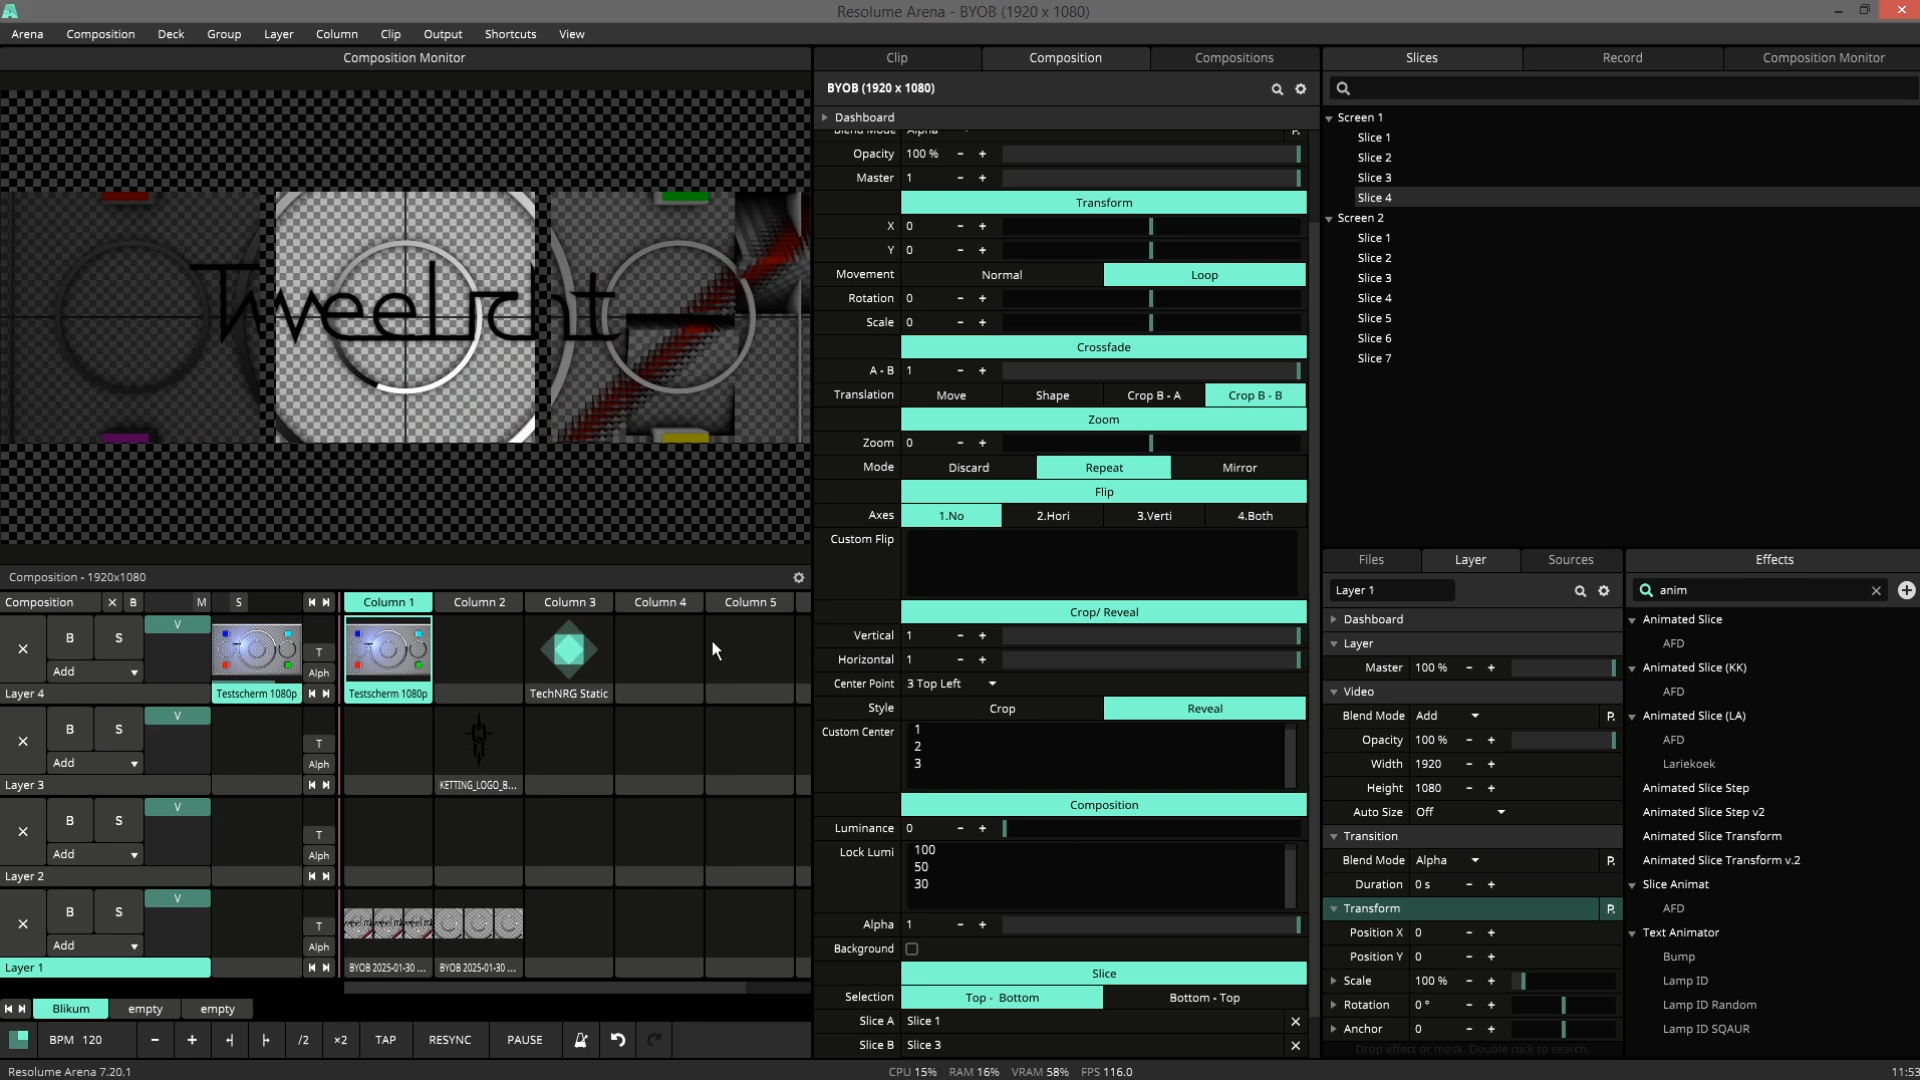 Resolume Arena - BYOB (1920 x 1080)
Arena Composition Deck Group Layer Column Clip Output Shortcuts View
Composition Monitor
Tweelicht
Composition - 1920x1080
Composition X B M S Column 1 Column 2 Column 3 Column 4 Column 5
B S V T
Add Alph
Layer 4 Testscherm 1080p Testscherm 1080p TechNRG Static
B S V T
Add Alph
Layer 3 KETTING_LOGO_B...
B S V T
Add Alph
Layer 2
B S V T
Add Alph
Layer 1 BYOB 2025-01-30 ... BYOB 2025-01-30 ...
Blikum empty empty
BPM 120 - + /2 ×2 TAP RESYNC PAUSE
Clip Composition Compositions
BYOB (1920 x 1080)
Dashboard
Blend Mode Alpha P.
Opacity 100 % - +
Master 1 - +
Transform
X 0 - +
Y 0 - +
Movement Normal Loop
Rotation 0 - +
Scale 0 - +
Crossfade
A - B 1 - +
Translation Move Shape Crop B - A Crop B - B
Zoom
Zoom 0 - +
Mode Discard Repeat Mirror
Flip
Axes 1.No 2.Hori 3.Verti 4.Both
Custom Flip
Crop/ Reveal
Vertical 1 - +
Horizontal 1 - +
Center Point 3 Top Left
Style Crop Reveal
Custom Center 1
2
3
Composition
Luminance 0 - +
Lock Lumi 100
50
30
Alpha 1 - +
Background
Slice
Selection Top - Bottom Bottom - Top
Slice A Slice 1
Slice B Slice 3
Slices Record Composition Monitor
Screen 1
Slice 1
Slice 2
Slice 3
Slice 4
Screen 2
Slice 1
Slice 2
Slice 3
Slice 4
Slice 5
Slice 6
Slice 7
Files Layer Sources
Layer 1
Dashboard
Layer
Master 100 % - +
Video
Blend Mode Add P.
Opacity 100 % - +
Width 1920 - +
Height 1080 - +
Auto Size Off
Transition
Blend Mode Alpha P.
Duration 0 s - +
Transform P.
Position X 0 - +
Position Y 0 - +
Scale 100 % - +
Rotation 0 ° - +
Anchor 0 - +
Drop effect or mask. Double click to search.
Effects
anim
Animated Slice
AFD
Animated Slice (KK)
AFD
Animated Slice (LA)
AFD
Lariekoek
Animated Slice Step
Animated Slice Step v2
Animated Slice Transform
Animated Slice Transform v.2
Slice Animat
AFD
Text Animator
Bump
Lamp ID
Lamp ID Random
Lamp ID SQAUR
Resolume Arena 7.20.1 CPU 15% RAM 16% VRAM 58% FPS 116.0 11:53